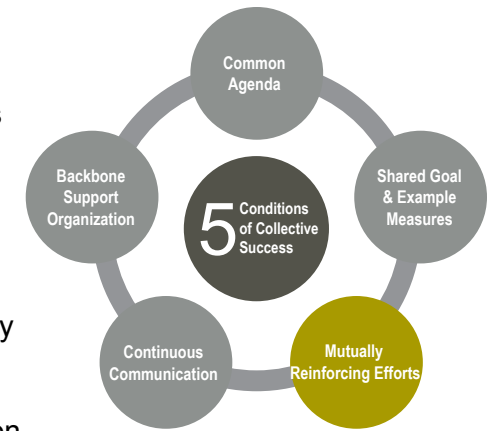 Common
Agenda
Backbone
Support
Organization
5
Conditions
of Collective
Success
Shared Goal
& Example
Measures
Continuous
Communication
Mutually
Reinforcing Efforts